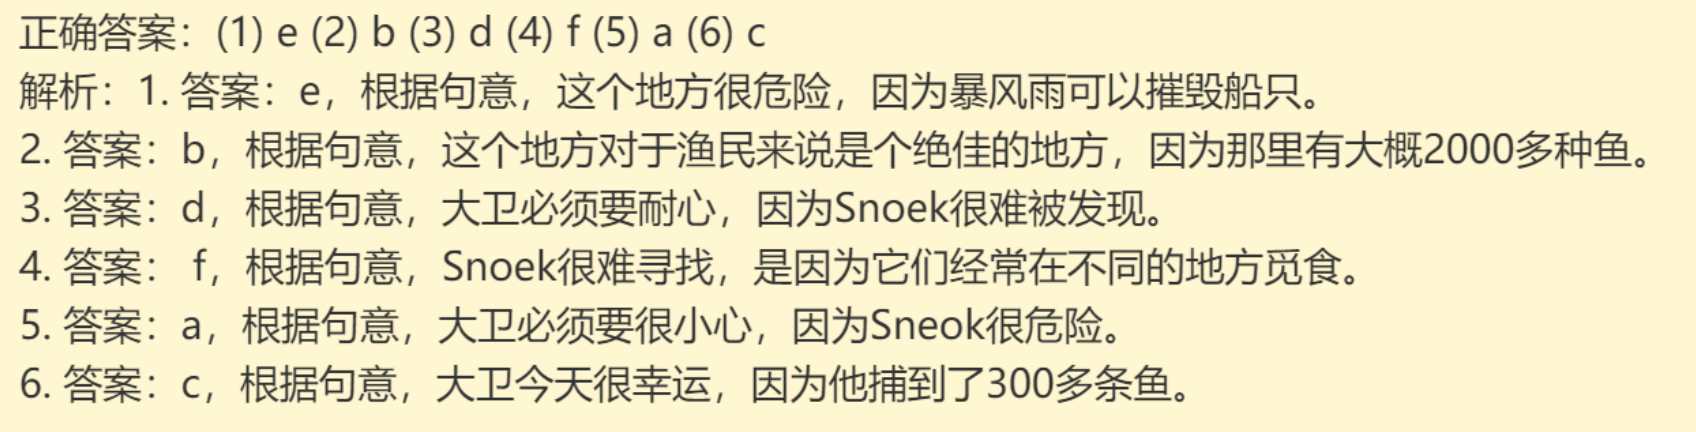 正确答案：(1) e (2) b (3) d (4) f (5) a (6) c
解析：1. 答案：e，根据句意，这个地方很危险，因为暴风雨可以摧毁船只。
2. 答案：b，根据句意，这个地方对于渔民来说是个绝佳的地方，因为那里有大概2000多种鱼。
3. 答案：d，根据句意，大卫必须要耐心，因为Snoek很难被发现。
4. 答案： f，根据句意，Snoek很难寻找，是因为它们经常在不同的地方觅食。
5. 答案：a，根据句意，大卫必须要很小心，因为Sneok很危险。
6. 答案：c，根据句意，大卫今天很幸运，因为他捕到了300多条鱼。